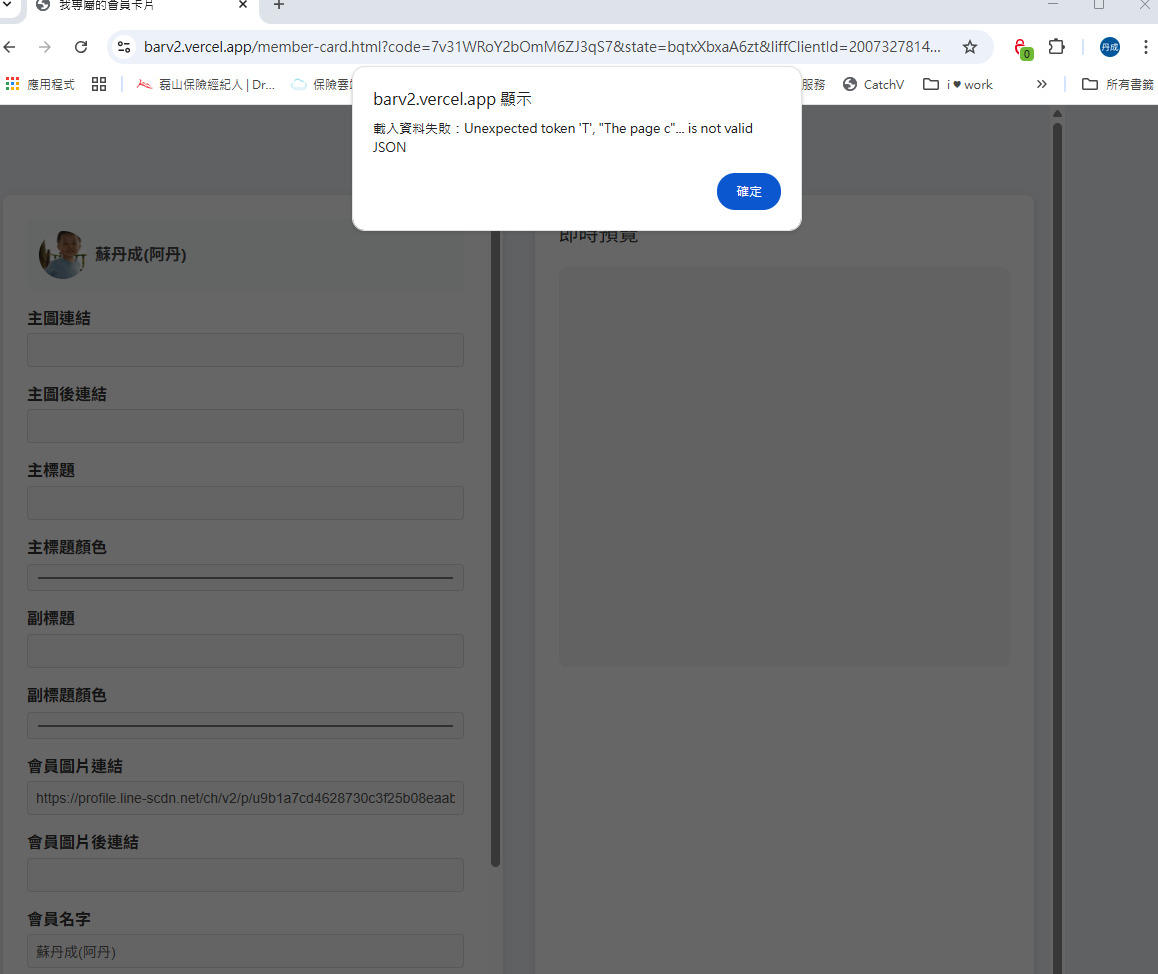 我專屬的會員卡片
barv2.vercel.app/member-card.html?code=7v31WRoY2bOmM6ZJ3qS7&state=bqtxXbxaA6zt&liffClientId=2007327814...
0
丹成
應用程式
磊山保險經紀人 | Dr...
保險雲
服務
CatchV
i ♥ work
所有書籤
barv2.vercel.app 顯示
載入資料失敗：Unexpected token 'T', "The page c"... is not valid
JSON
確定
蘇丹成(阿丹)
即時預覽
主圖連結
主圖後連結
主標題
主標題顏色
副標題
副標題顏色
會員圖片連結
https://profile.line-scdn.net/ch/v2/p/u9b1a7cd4628730c3f25b08eaab
會員圖片後連結
會員名字
蘇丹成(阿丹)